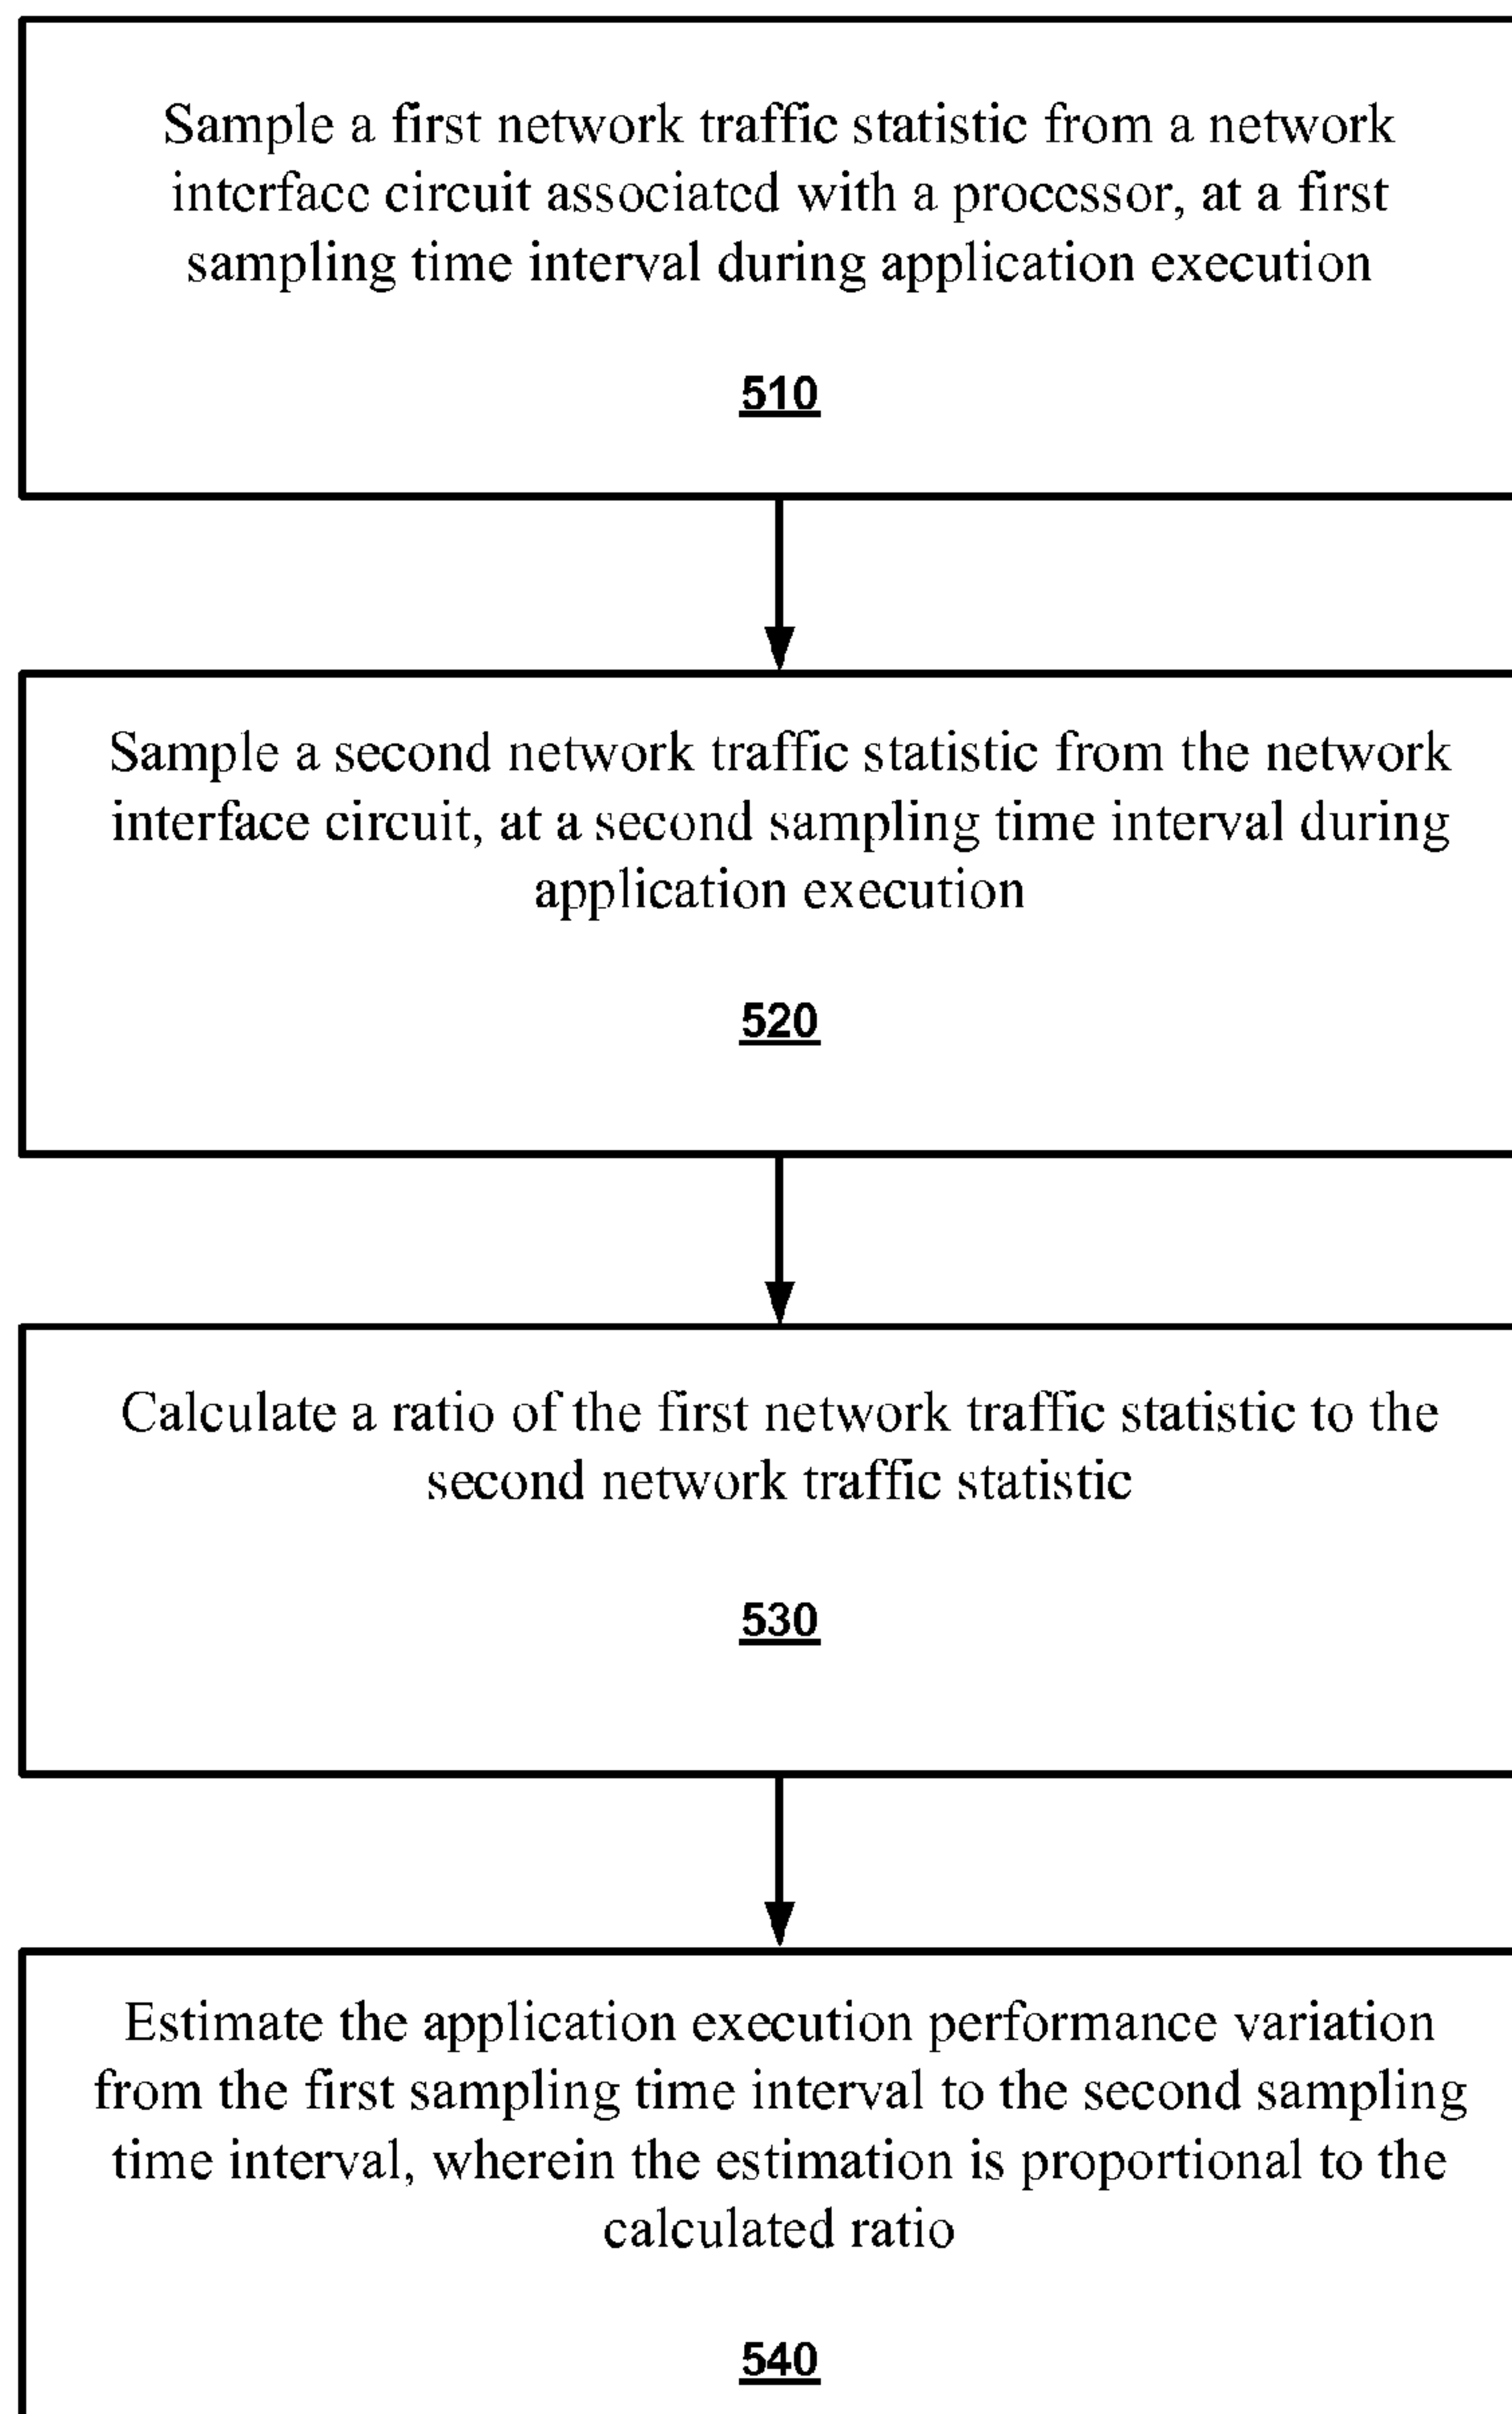 Sample a first network traffic statistic from a network
interface circuit associated with a processor, at a first
sampling time interval during application execution
510
Sample a second network traffic statistic from the network
interface circuit, at a second sampling time interval during
application execution
520
Calculate a ratio of the first network traffic statistic to the
second network traffic statistic
530
Estimate the application execution performance variation
from the first sampling time interval to the second sampling
time interval, wherein the estimation is proportional to the
calculated ratio
540